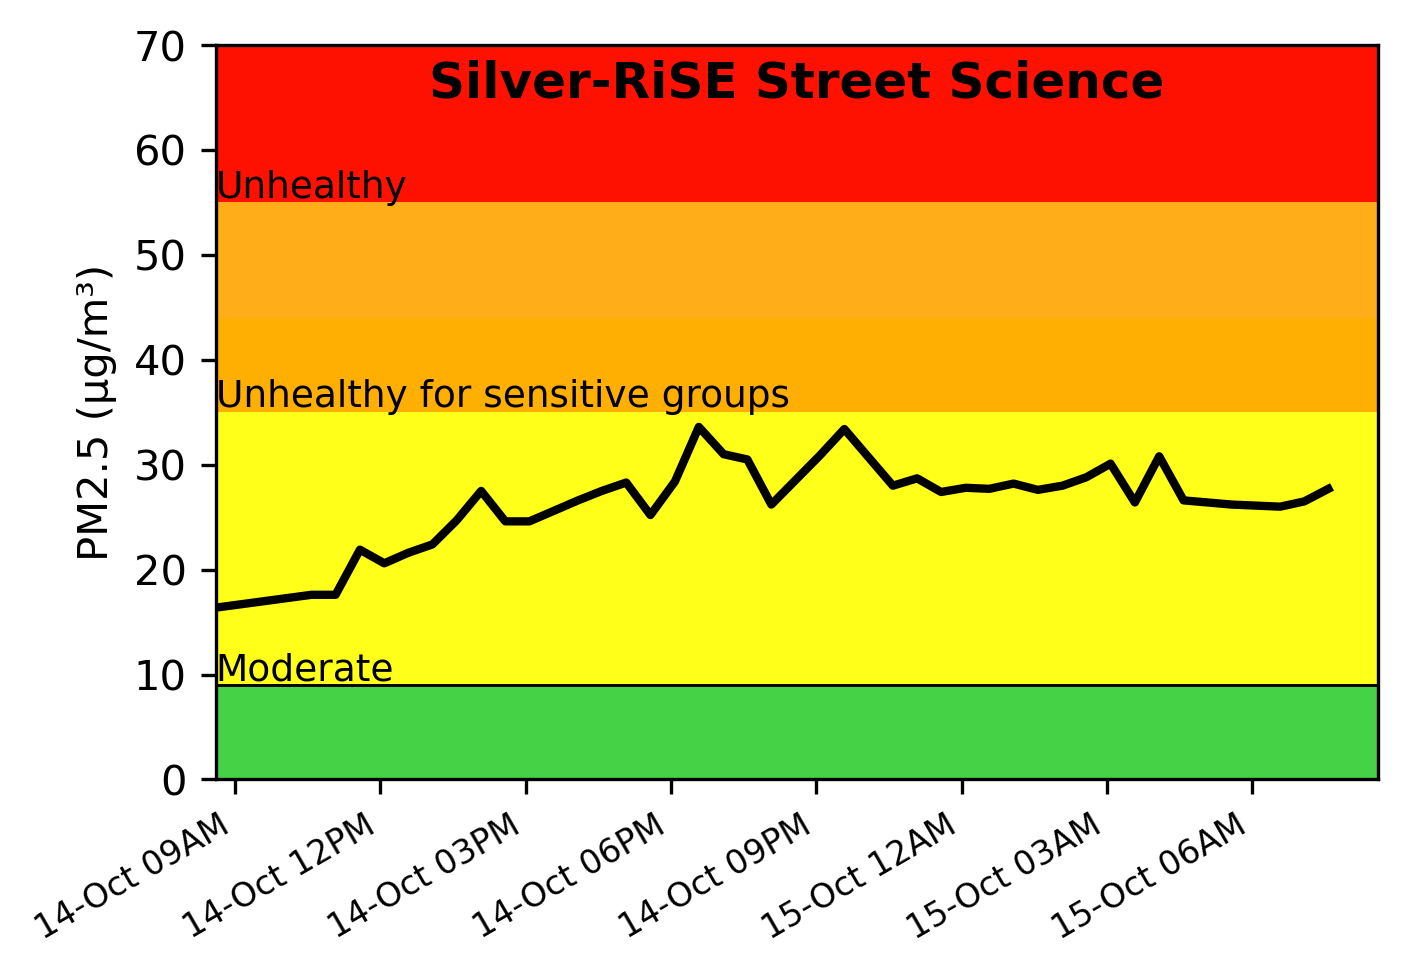 Silver-RiSE Street Science
70
60
Unhealthy
50
40
Unhealthy for sensitive groups
30
20
10
Moderate
0
PM2.5 (µg/m³)
14-Oct 09AM
14-Oct 12PM
14-Oct 03PM
14-Oct 06PM
14-Oct 09PM
15-Oct 12AM
15-Oct 03AM
15-Oct 06AM